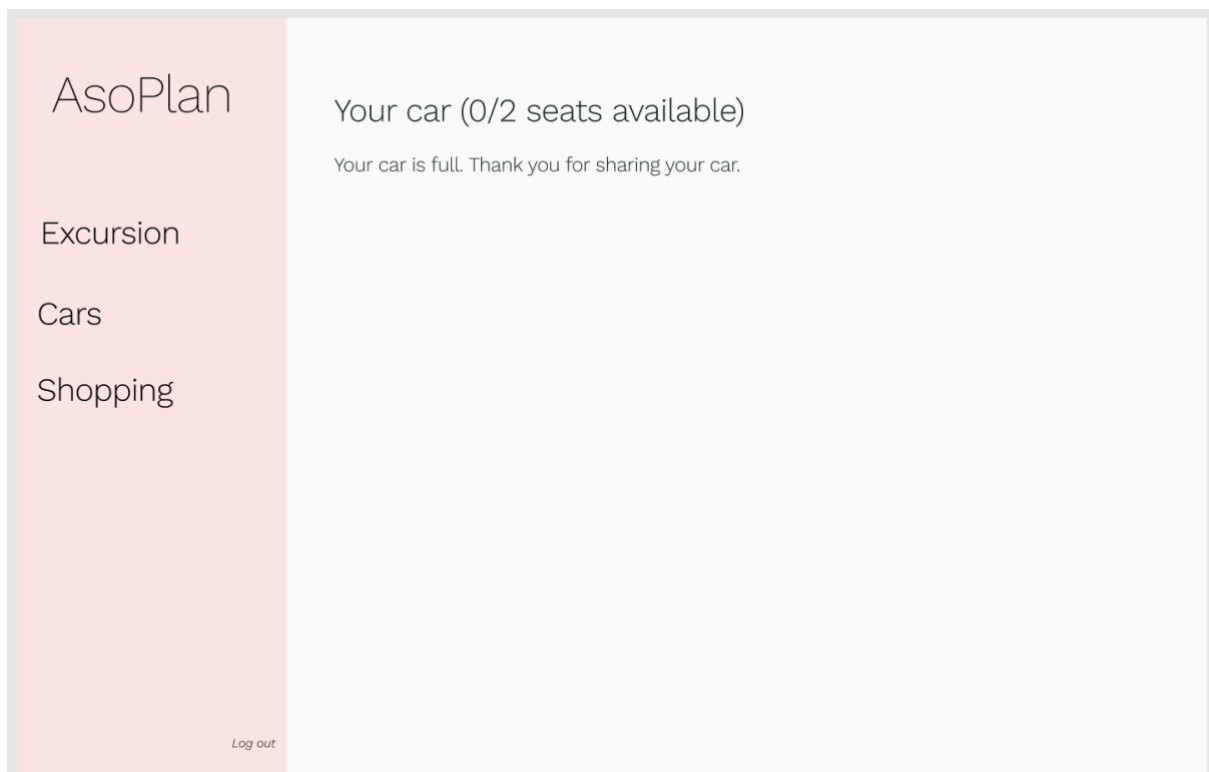 AsoPlan
Excursion
Cars
Shopping
Log out
Your car (0/2 seats available)
Your car is full. Thank you for sharing your car.